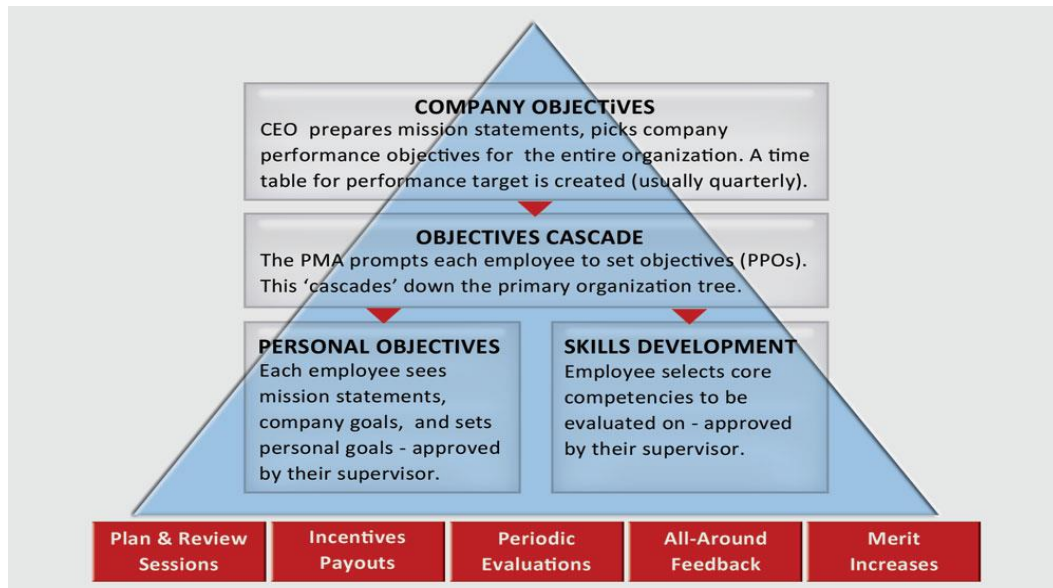 COMPANY OBJECTiVES
CEO prepares mission statements, picks company
performance objectives for the entire organization. A time
table for performance target is created (usually quarterly).
OBJECTIVES CASCADE
The PMA prompts each employee to set objectives (PPOs).
This ‘cascades’ down the primary organization tree.
PERSONAL OBJECTIVES
Each employee sees
mission statements,
company goals, and sets
personal goals - approved
by their supervisor.
SKILLS DEVELOPMENT
Employee selects core
competencies to be
evaluated on - approved
by their supervisor.
Plan & Review
Sessions
Incentives
Payouts
Periodic
Evaluations
All-Around
Feedback
Merit
Increases